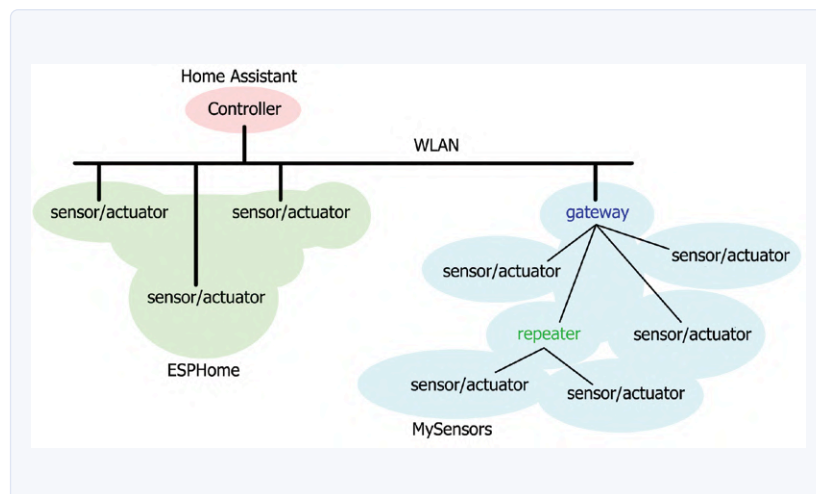 Home Assistant
Controller
WLAN
sensor/actuator
sensor/actuator
gateway
sensor/actuator
sensor/actuator
sensor/actuator
repeater
sensor/actuator
ESPHome
sensor/actuator
sensor/actuator
MySensors